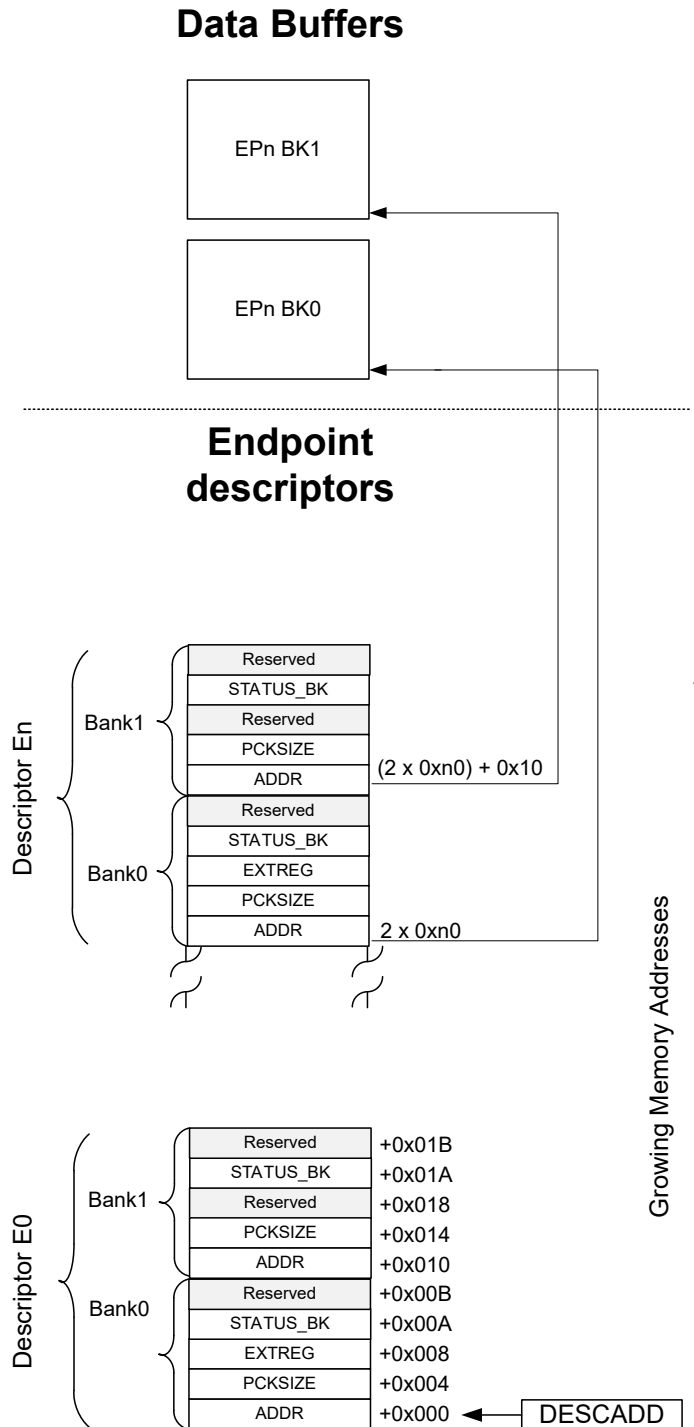 Data Buffers
EPn BK1
EPn BK0
Endpoint
descriptors
Descriptor En
Bank1
Reserved
STATUS_BK
Reserved
PCKSIZE
ADDR (2 x 0xn0) + 0x10
Bank0
Reserved
STATUS_BK
EXTREG
PCKSIZE
ADDR 2 x 0xn0
Growing Memory Addresses
Descriptor E0
Bank1
Reserved +0x01B
STATUS_BK +0x01A
Reserved +0x018
PCKSIZE +0x014
ADDR +0x010
Bank0
Reserved +0x00B
STATUS_BK +0x00A
EXTREG +0x008
PCKSIZE +0x004
ADDR +0x000 DESCADD